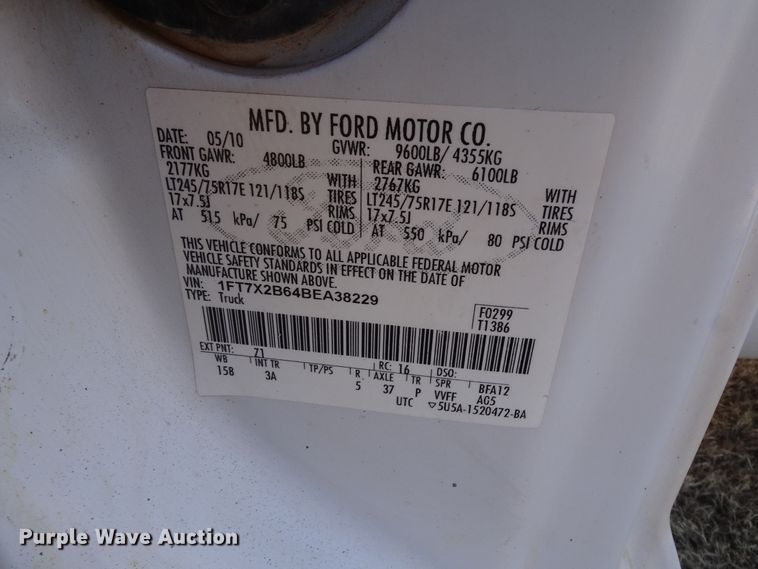 MFD. BY FORD MOTOR CO.
DATE: 05/10 GVWR: 9600LB/ 4355KG
FRONT GAWR: 4800LB REAR GAWR: 6100LB
2177KG WITH 2767KG WITH
LT245/75R17E 121/118S TIRES LT245/75R17E 121/118S TIRES
17x7.5J RIMS 17x7.5J RIMS
AT 515 kPa/ 75 PSI COLD AT 550 kPa/ 80 PSI COLD
THIS VEHICLE CONFORMS TO ALL APPLICABLE FEDERAL MOTOR
VEHICLE SAFETY STANDARDS IN EFFECT ON THE DATE OF
MANUFACTURE SHOWN ABOVE.
VIN: 1FT7X2B64BEA38229
TYPE: Truck
F0299
T1386
EXT PNT: Z1 RC: 16 DSO:
WB INT TR TP/PS R AXLE TR SPR BFA12
158 3A 5 37 P VVFF AG5
UTC ▽5U5A-1520472-BA
Purple Wave Auction